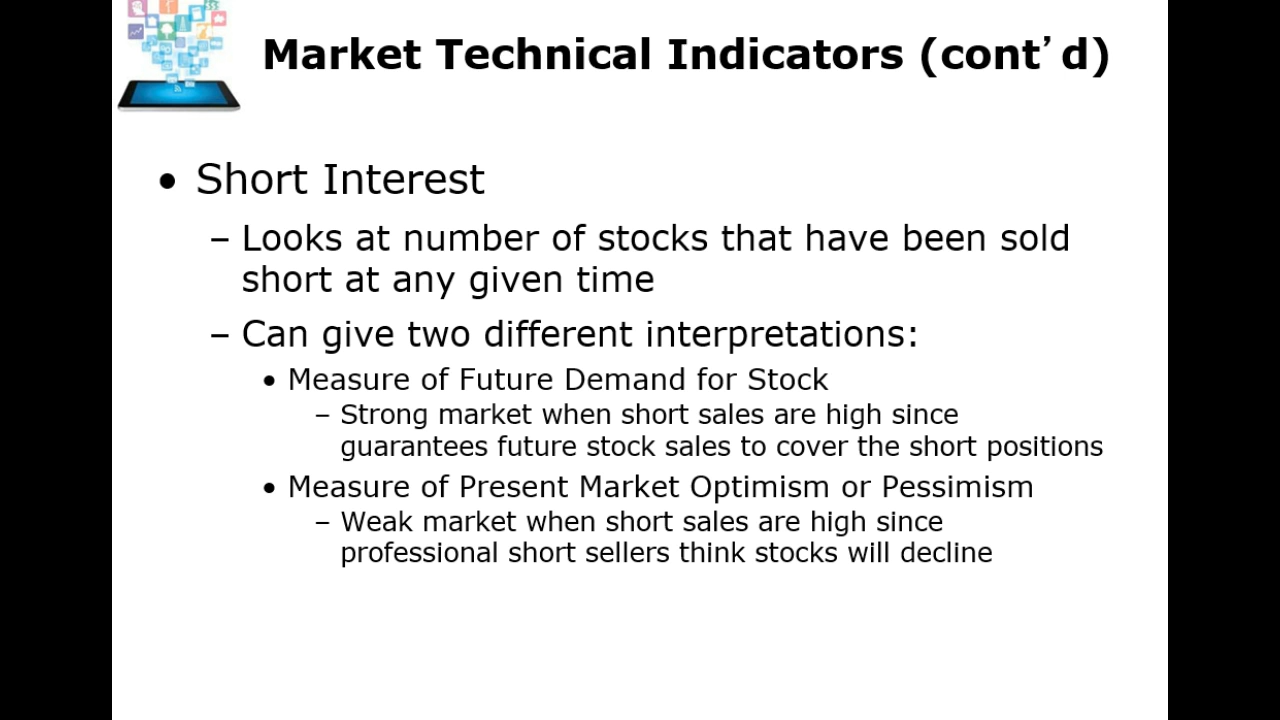 Market Technical Indicators (cont’d)
• Short Interest
– Looks at number of stocks that have been sold
short at any given time
– Can give two different interpretations:
• Measure of Future Demand for Stock
– Strong market when short sales are high since
guarantees future stock sales to cover the short positions
• Measure of Present Market Optimism or Pessimism
– Weak market when short sales are high since
professional short sellers think stocks will decline